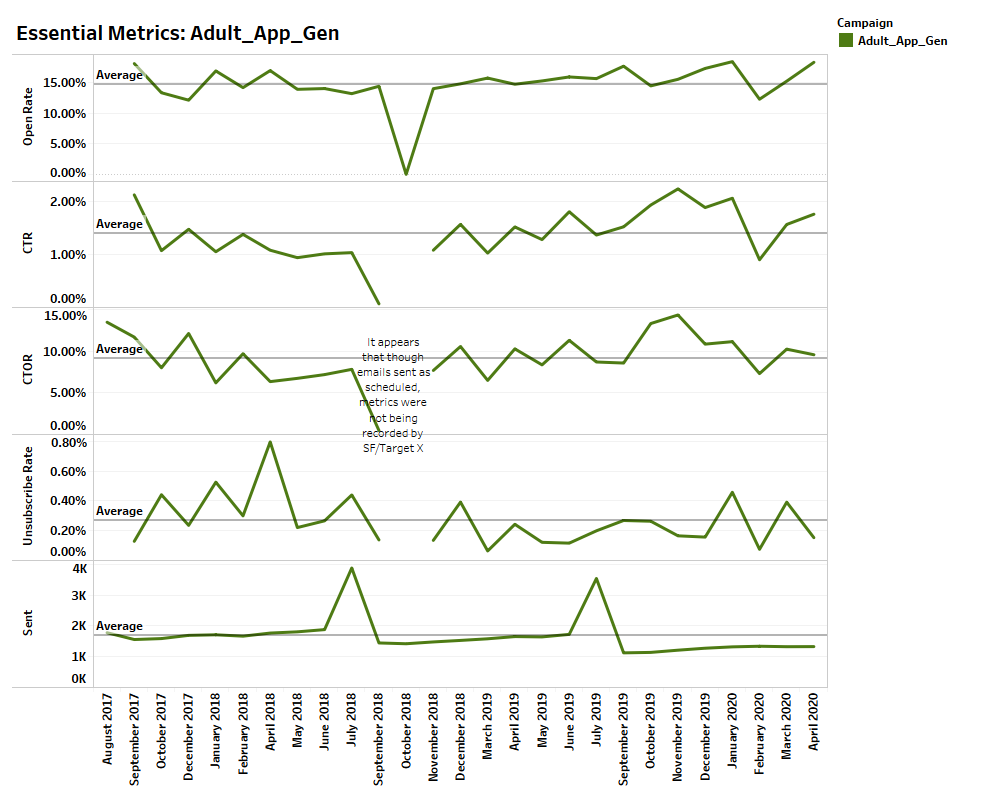 Essential Metrics: Adult_App_Gen
Campaign
Adult_App_Gen
Open Rate
15.00%
10.00%
5.00%
0.00%
Average
CTR
2.00%
1.00%
0.00%
Average
CTOR
15.00%
10.00%
5.00%
0.00%
Average
It appears
that though
emails sent as
scheduled,
metrics were
not being
recorded by
SF/Target X
Unsubscribe Rate
0.80%
0.60%
0.40%
0.20%
0.00%
Average
Sent
4K
3K
2K
1K
0K
Average
August 2017
September 2017
October 2017
December 2017
January 2018
February 2018
April 2018
May 2018
June 2018
July 2018
September 2018
October 2018
November 2018
December 2018
March 2019
April 2019
May 2019
June 2019
July 2019
September 2019
October 2019
November 2019
December 2019
January 2020
February 2020
March 2020
April 2020